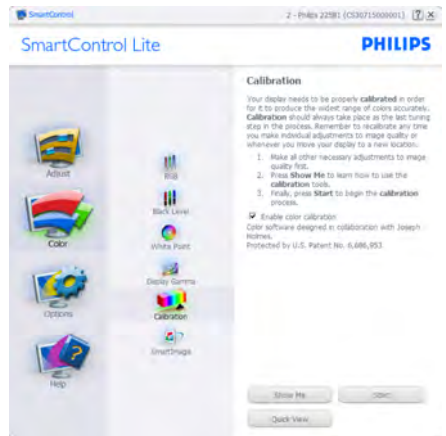 SmartControl
2 - Philips 225B1 (CS30715000001)
SmartControl Lite
PHILIPS
Adjust
Color
Options
Help
RGB
Black Level
White Point
Display Gamma
Calibration
SmartImage
Calibration
Your display needs to be properly calibrated in order
for it to produce the widest range of colors accurately.
Calibration should always take place as the last tuning
step in the process. Remember to recalibrate any time
you make individual adjustments to image quality or
whenever you move your display to a new location.
1. Make all other necessary adjustments to image
quality first.
2. Press Show Me to learn how to use the
calibration tools.
3. Finally, press Start to begin the calibration
process.
Enable color calibration
Color software designed in collaboration with Joseph
Holmes.
Protected by U.S. Patent No. 6,686,953
Show Me
Start
Quick View